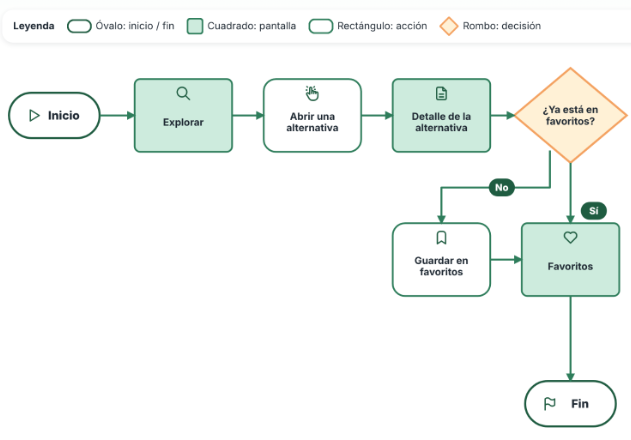 Leyenda
Óvalo: inicio / fin
Cuadrado: pantalla
Rectángulo: acción
Rombo: decisión
Inicio
Explorar
Abrir una
alternativa
Detalle de la
alternativa
¿Ya está en
favoritos?
No
Sí
Guardar en
favoritos
Favoritos
Fin